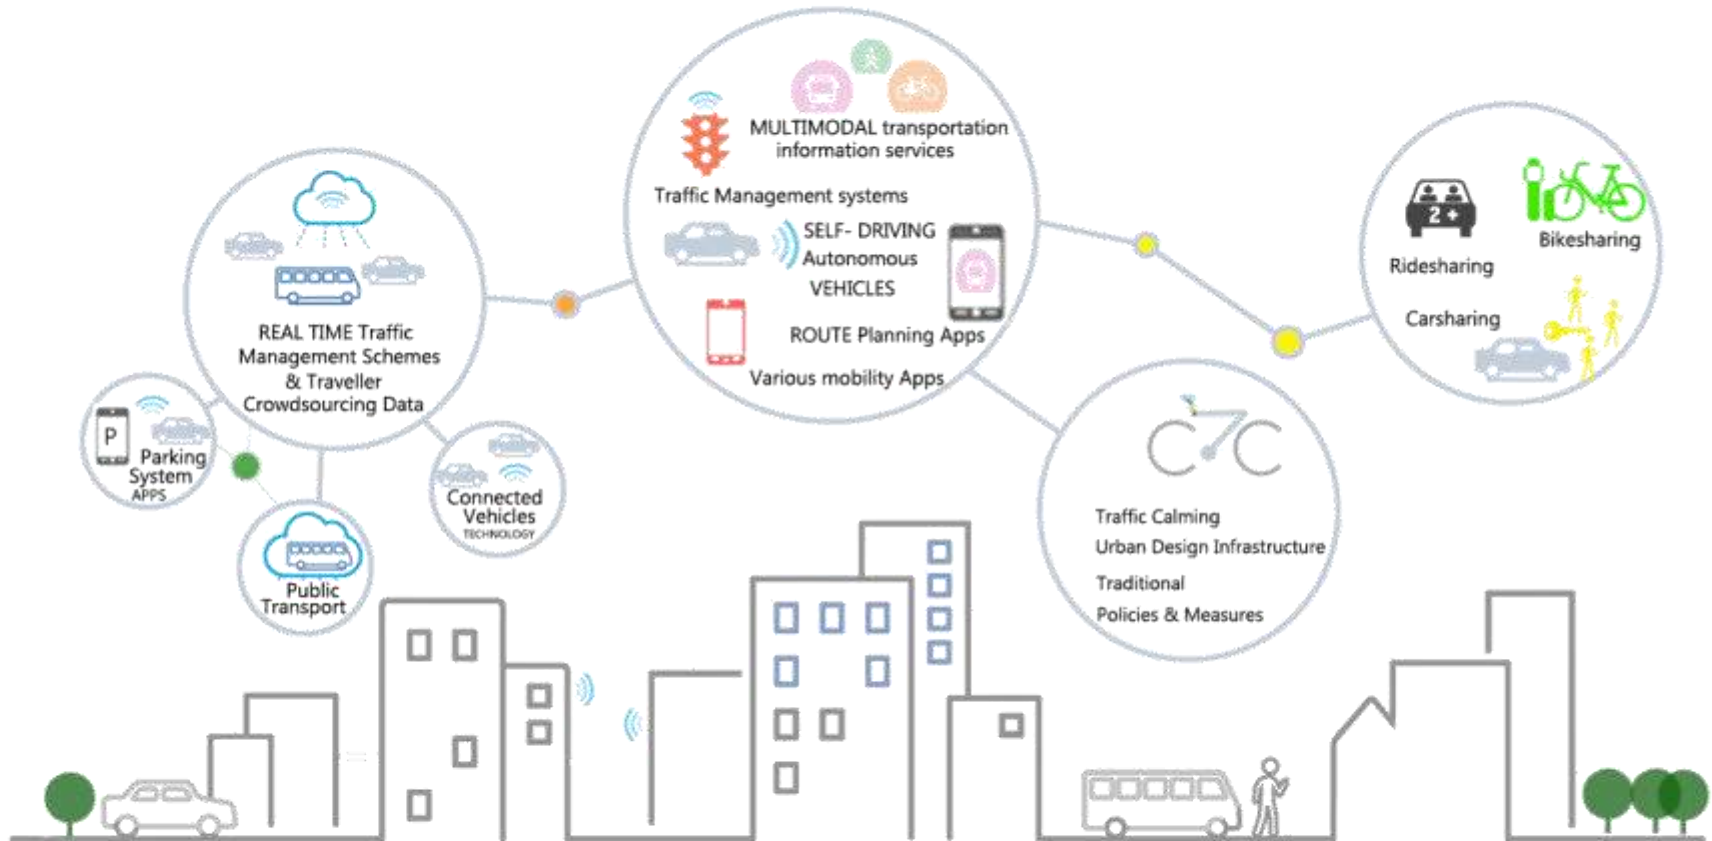 REAL TIME Traffic
Management Schemes
& Traveller
Crowdsourcing Data
P
Parking
System
APPS
Public
Transport
Connected
Vehicles
TECHNOLOGY
MULTIMODAL transportation
information services
Traffic Management systems
SELF- DRIVING
Autonomous
VEHICLES
ROUTE Planning Apps
Various mobility Apps
Traffic Calming
Urban Design Infrastructure
Traditional
Policies & Measures
2 +
Ridesharing
Bikesharing
Carsharing